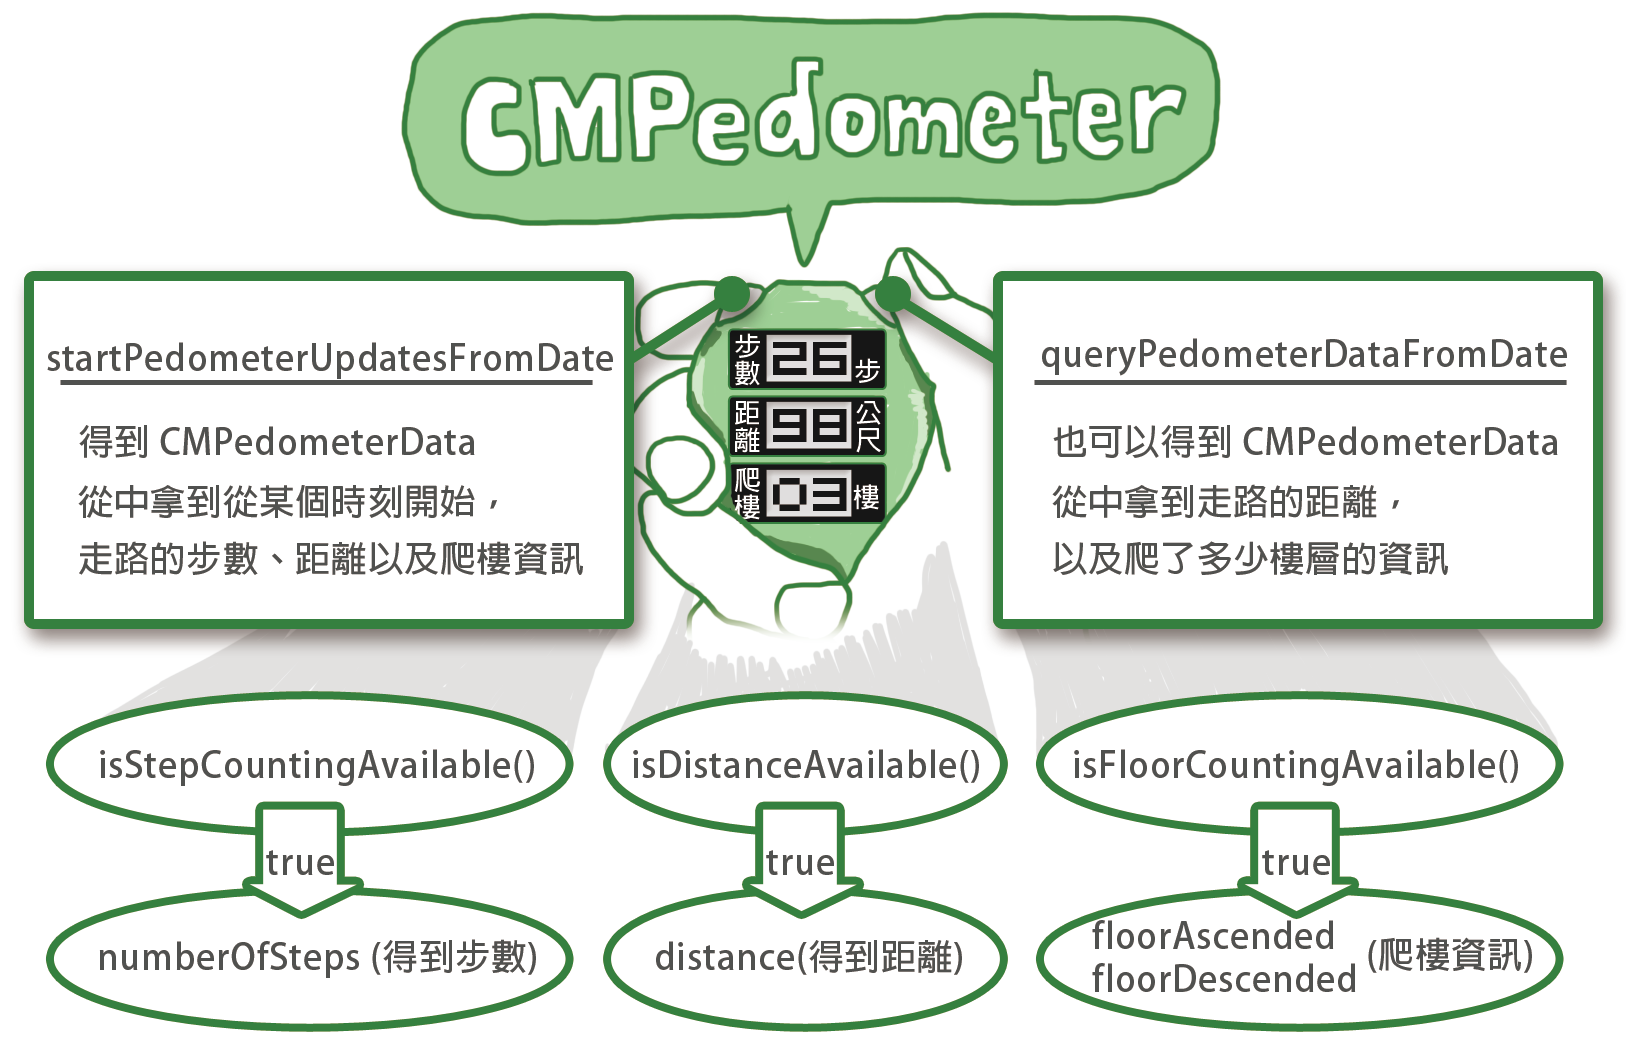 CMPedometer
startPedometerUpdatesFromDate
得到 CMPedometerData
從中拿到從某個時刻開始，
走路的步數、距離以及爬樓資訊
步數 26 步
距離 98 公尺
爬樓 03 樓
queryPedometerDataFromDate
也可以得到 CMPedometerData
從中拿到走路的距離，
以及爬了多少樓層的資訊
isStepCountingAvailable()
true
numberOfSteps (得到步數)
isDistanceAvailable()
true
distance(得到距離)
isFloorCountingAvailable()
true
floorAscended
floorDescended
(爬樓資訊)